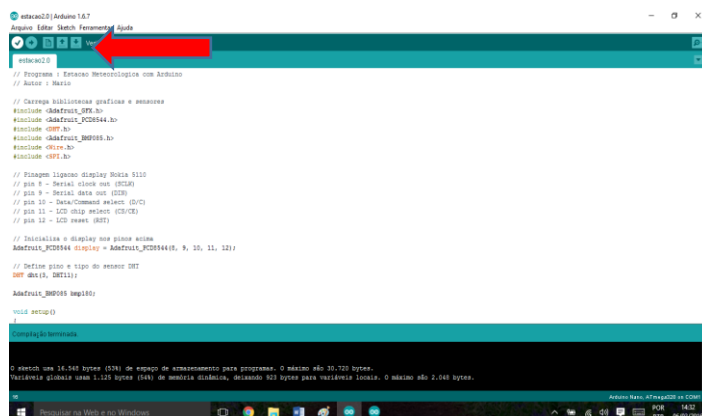 estacao2.0 | Arduino 1.6.7
Arquivo Editar Sketch Ferramentas Ajuda
estacao2.0
// Programa : Estacao Meteorologica com Arduino
// Autor : Mario
// Carrega bibliotecas graficas e sensores
#include <Adafruit_GFX.h>
#include <Adafruit_PCD8544.h>
#include <DHT.h>
#include <Adafruit_BMP085.h>
#include <Wire.h>
#include <SPI.h>
// Pinagem ligacao display Nokia 5110
// pin 8 - Serial clock out (SCLK)
// pin 9 - Serial data out (DIN)
// pin 10 - Data/Command select (D/C)
// pin 11 - LCD chip select (CS/CE)
// pin 12 - LCD reset (RST)
// Inicializa o display nos pinos acima
Adafruit_PCD8544 display = Adafruit_PCD8544(8, 9, 10, 11, 12);
// Define pino e tipo do sensor DHT
DHT dht(3, DHT11);
Adafruit_BMP085 bmp180;
void setup()
{
Compilação terminada.
O sketch usa 16.548 bytes (53%) de espaço de armazenamento para programas. O máximo são 30.720 bytes.
Variáveis globais usam 1.125 bytes (54%) de memória dinâmica, deixando 923 bytes para variáveis locais. O máximo são 2.048 bytes.
Arduino Nano, ATmega328 on COM1
Pesquisar na Web e no Windows
POR 14:32